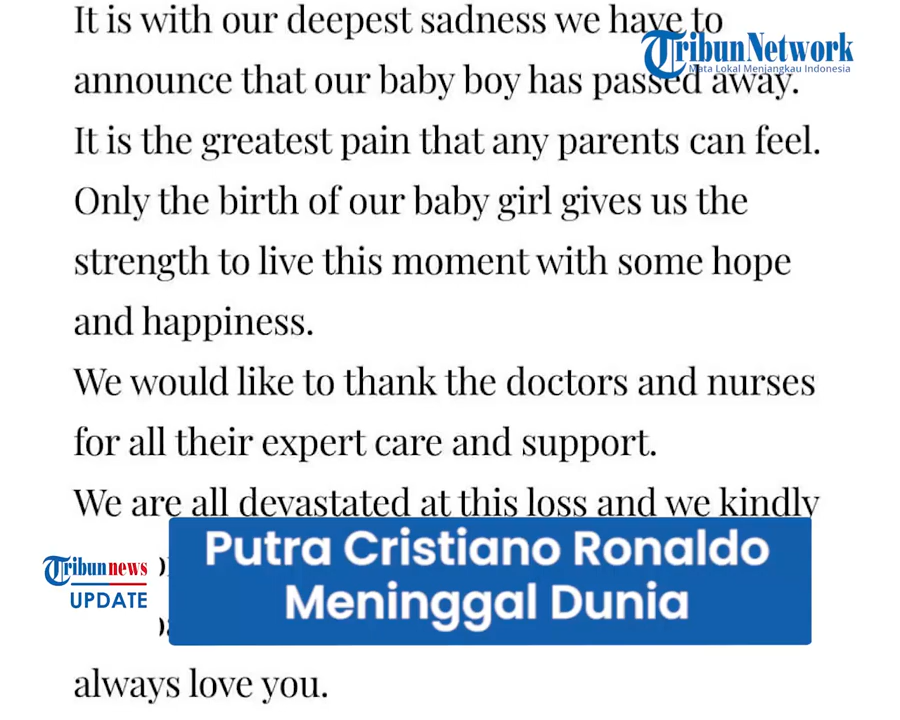 It is with our deepest sadness we have to
TribunNetwork
Mata Lokal Menjangkau Indonesia
announce that our baby boy has passed away.
It is the greatest pain that any parents can feel.
Only the birth of our baby girl gives us the
strength to live this moment with some hope
and happiness.
We would like to thank the doctors and nurses
for all their expert care and support.
We are all devastated at this loss and we kindly
Putra Cristiano Ronaldo
Meninggal Dunia
Tribunnews
UPDATE
always love you.